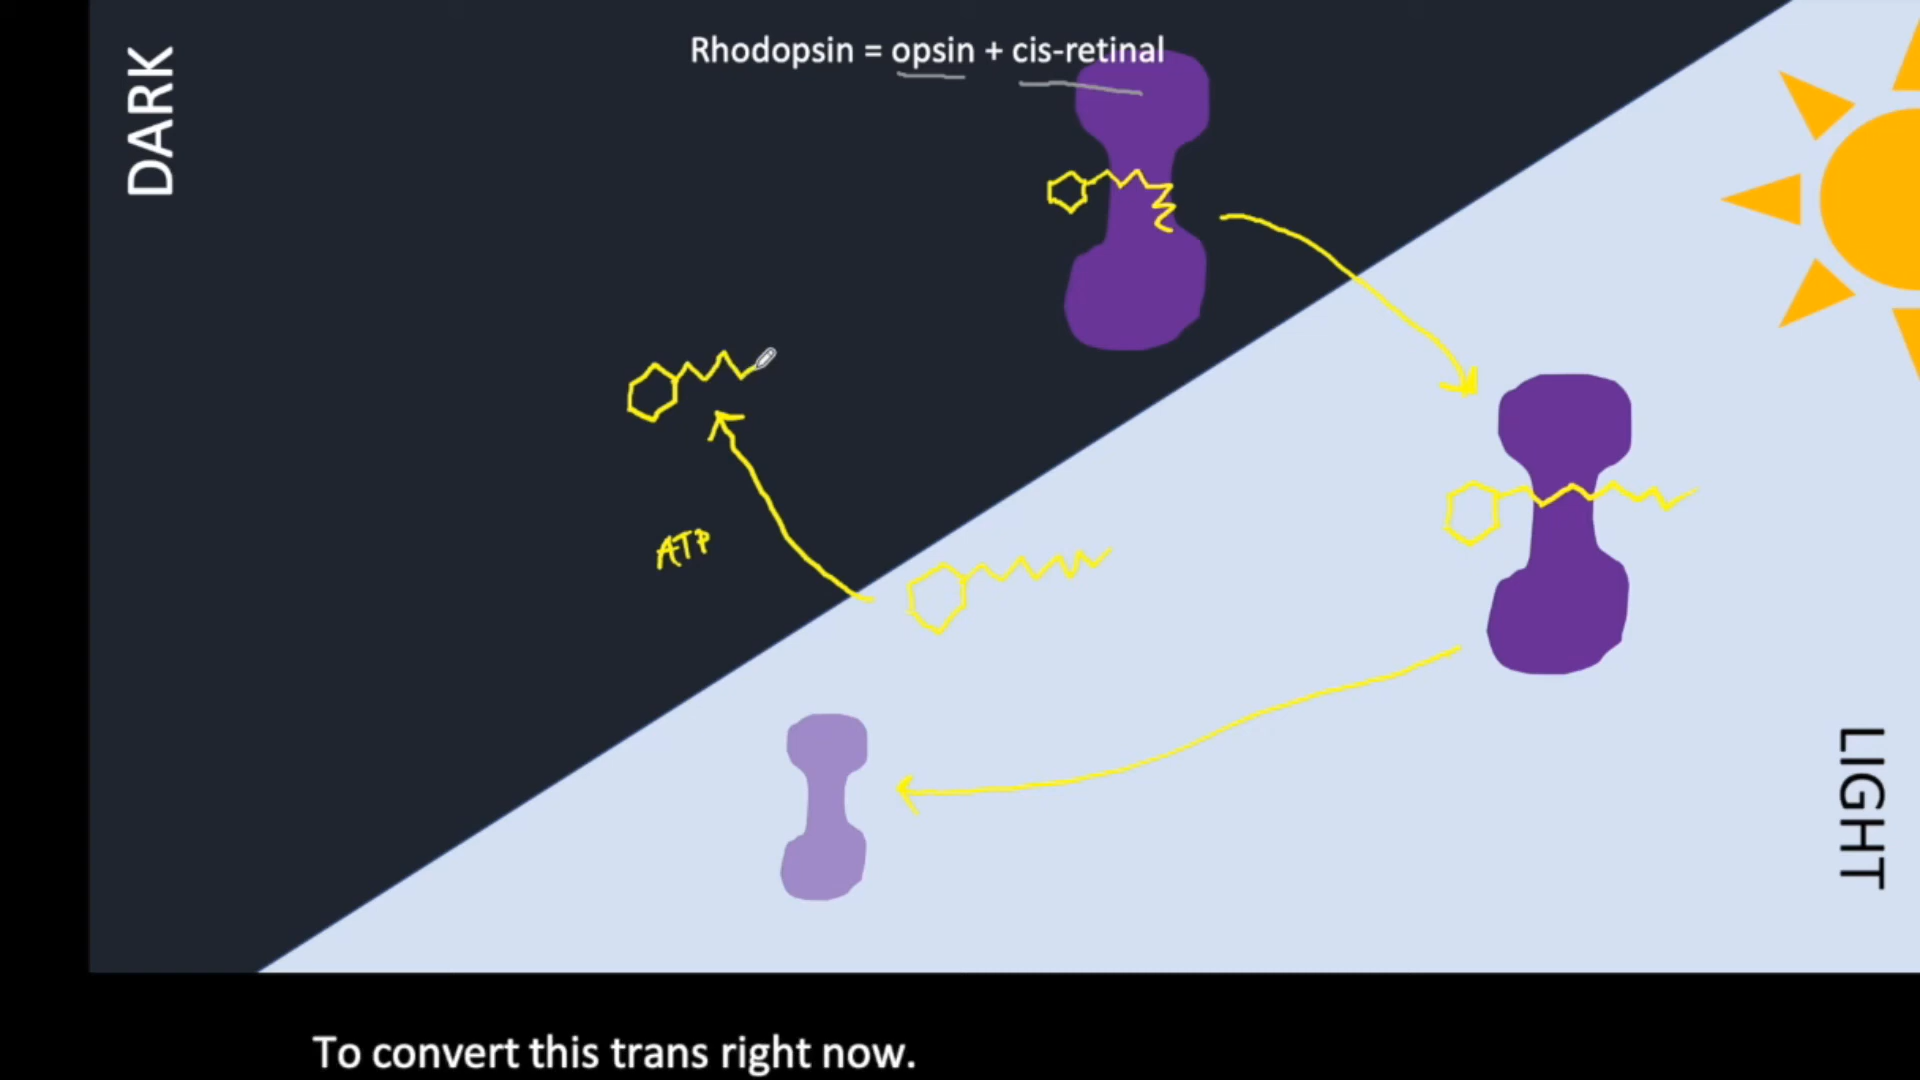 Rhodopsin = opsin + cis-retinal
DARK
ATP
LIGHT
To convert this trans right now.